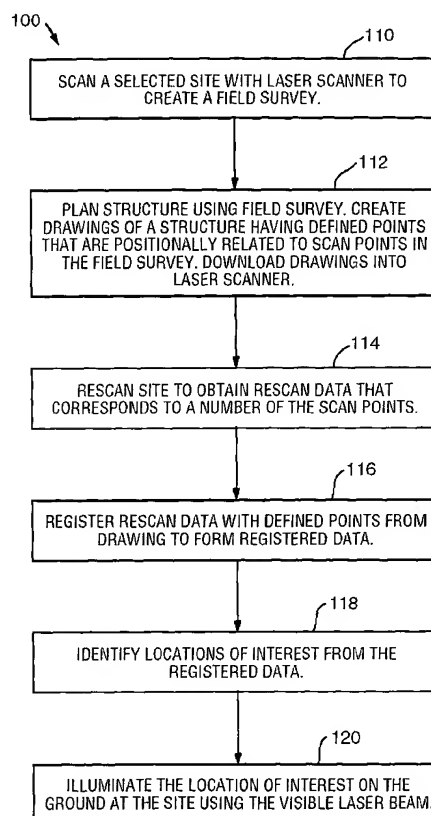 100
110
SCAN A SELECTED SITE WITH LASER SCANNER TO
CREATE A FIELD SURVEY.
112
PLAN STRUCTURE USING FIELD SURVEY. CREATE
DRAWINGS OF A STRUCTURE HAVING DEFINED POINTS
THAT ARE POSITIONALLY RELATED TO SCAN POINTS
IN THE FIELD SURVEY. DOWNLOAD DRAWINGS INTO
LASER SCANNER.
114
RESCAN SITE TO OBTAIN RESCAN DATA THAT
CORRESPONDS TO A NUMBER OF THE SCAN POINTS.
116
REGISTER RESCAN DATA WITH DEFINED POINTS FROM
DRAWING TO FORM REGISTERED DATA.
118
IDENTIFY LOCATIONS OF INTEREST FROM THE
REGISTERED DATA.
120
ILLUMINATE THE LOCATION OF INTEREST ON THE
GROUND AT THE SITE USING THE VISIBLE LASER BEAM.